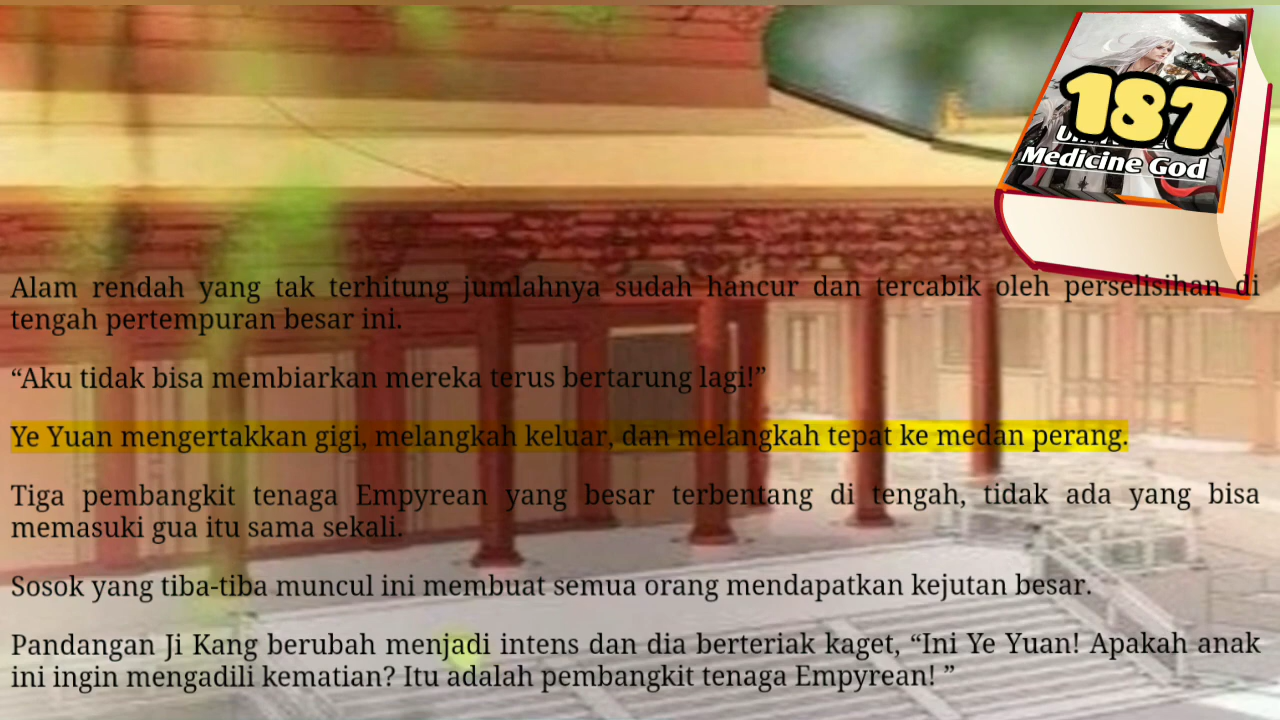 187
Medicine God
Alam rendah yang tak terhitung jumlahnya sudah hancur dan tercabik oleh perselisihan di
tengah pertempuran besar ini.
“Aku tidak bisa membiarkan mereka terus bertarung lagi!”
Ye Yuan mengertakkan gigi, melangkah keluar, dan melangkah tepat ke medan perang.
Tiga pembangkit tenaga Empyrean yang besar terbentang di tengah, tidak ada yang bisa
memasuki gua itu sama sekali.
Sosok yang tiba-tiba muncul ini membuat semua orang mendapatkan kejutan besar.
Pandangan Ji Kang berubah menjadi intens dan dia berteriak kaget, “Ini Ye Yuan! Apakah anak
ini ingin mengadili kematian? Itu adalah pembangkit tenaga Empyrean! ”